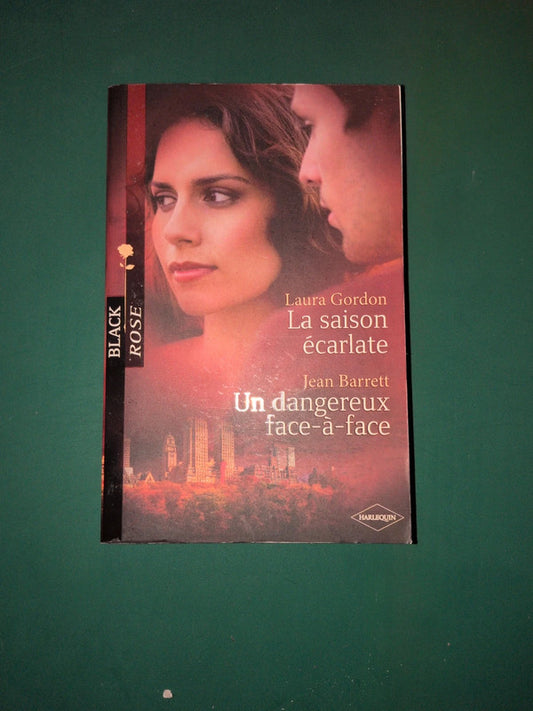 BLACK
ROSE
Laura Gordon
La saison
écarlate
Jean Barrett
Un dangereux
face-à-face
HARLEQUIN